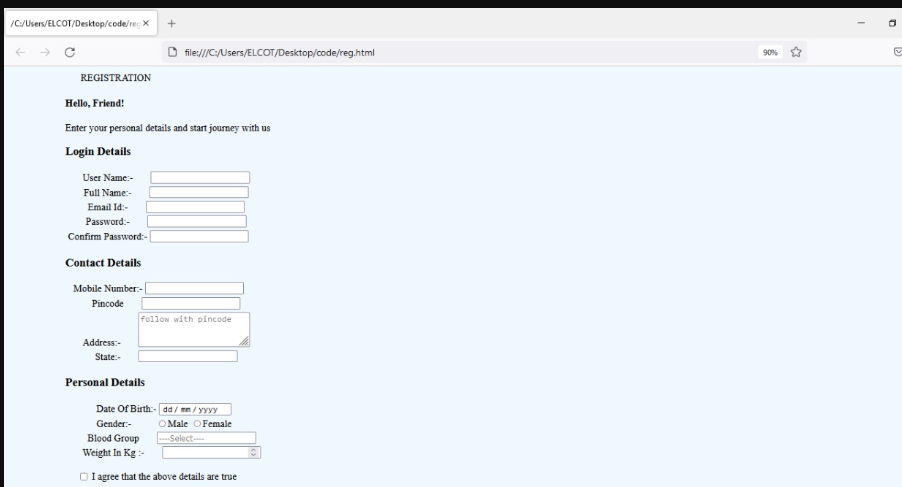 /C:/Users/ELCOT/Desktop/code/reg
file:///C:/Users/ELCOT/Desktop/code/reg.html
90%
REGISTRATION
Hello, Friend!
Enter your personal details and start journey with us
Login Details
User Name:-
Full Name:-
Email Id:-
Password:-
Confirm Password:-
Contact Details
Mobile Number:-
Pincode
follow with pincode
Address:-
State:-
Personal Details
Date Of Birth:- dd / mm / yyyy
Gender:- Male Female
Blood Group ----Select----
Weight In Kg :-
I agree that the above details are true